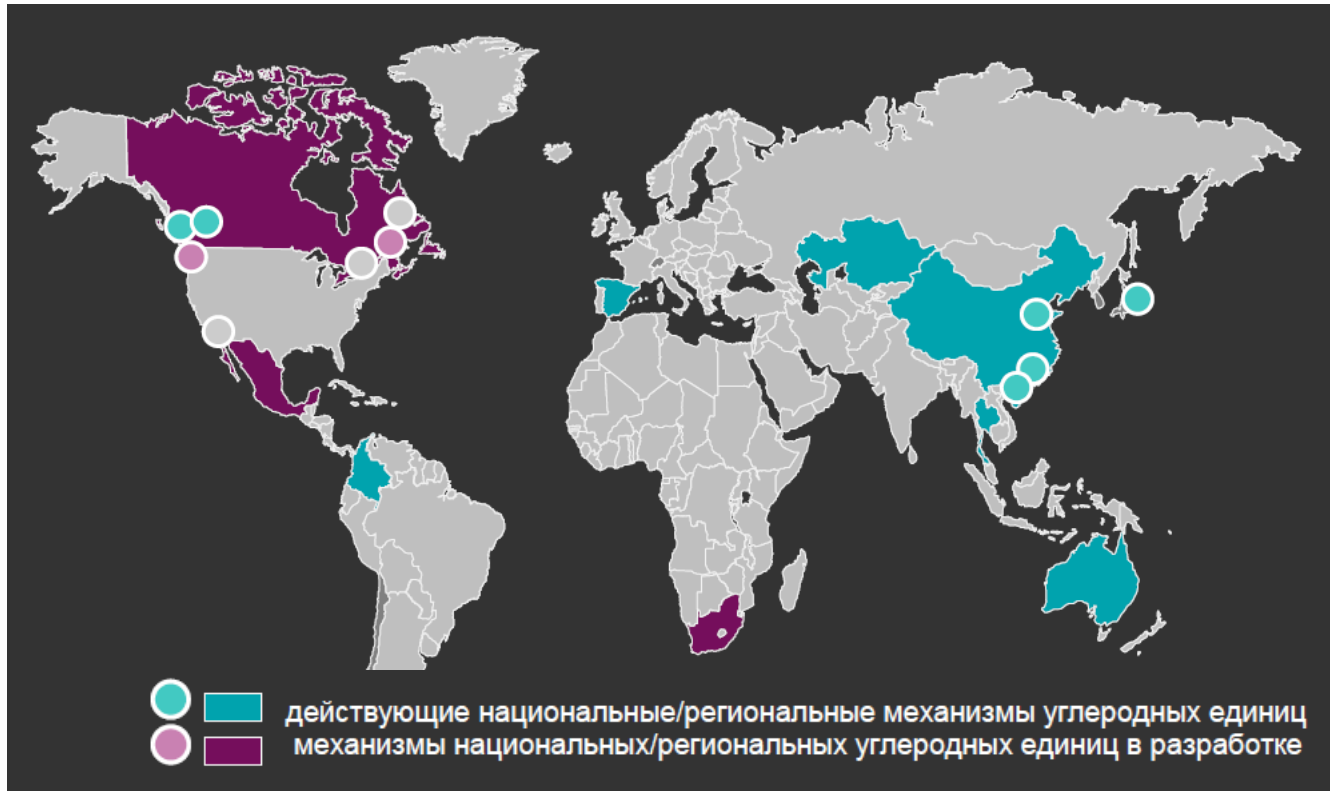 действующие национальные/региональные механизмы углеродных единиц
механизмы национальных/региональных углеродных единиц в разработке